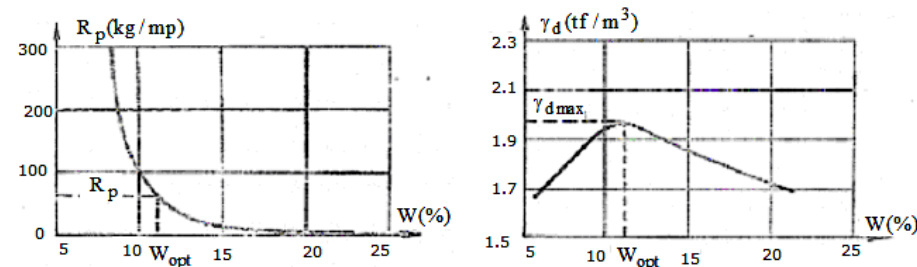 R_p (kg/mp)
300
200
100
R_p
0
5 10 15 20 25
W_opt
W(%)
γ_d (tf/m³)
2.3
2.1
γ_dmax
1.9
1.7
1.5
5 10 15 20 25
W_opt
W(%)